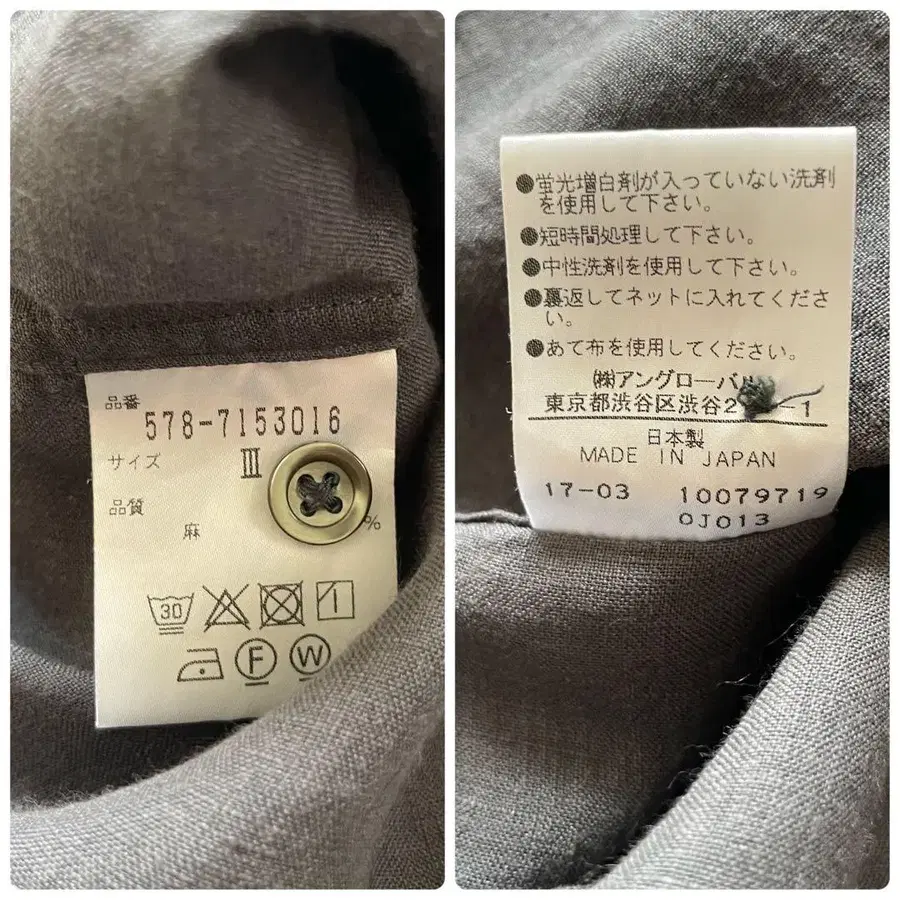 品番
578-7153016
サイズ Ⅲ
品質
麻 %
30
F W
●蛍光増白剤が入っていない洗剤
を使用して下さい。
●短時間処理して下さい。
●中性洗剤を使用して下さい。
●裏返してネットに入れてくださ
い。
●あて布を使用してください。
㈱アングローバル
東京都渋谷区渋谷2 -1
日本製
MADE IN JAPAN
17-03 10079719
0J013